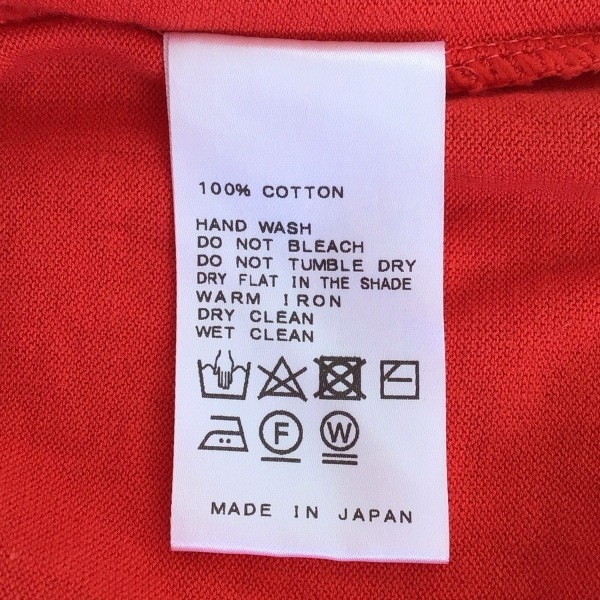 100% COTTON
HAND WASH
DO NOT BLEACH
DO NOT TUMBLE DRY
DRY FLAT IN THE SHADE
WARM IRON
DRY CLEAN
WET CLEAN
F W
MADE IN JAPAN